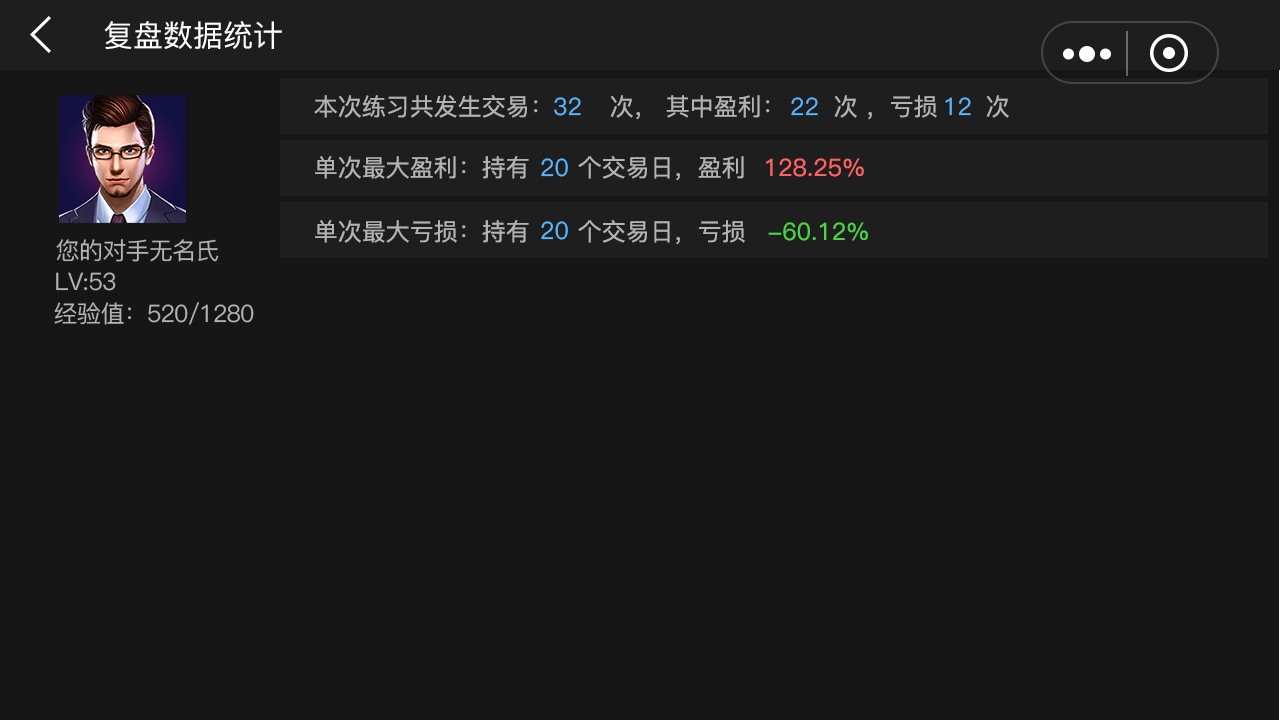 复盘数据统计
本次练习共发生交易：32 次， 其中盈利：22 次 ，亏损 12 次
单次最大盈利：持有 20 个交易日，盈利 128.25%
单次最大亏损：持有 20 个交易日，亏损 -60.12%
您的对手无名氏
LV:53
经验值：520/1280